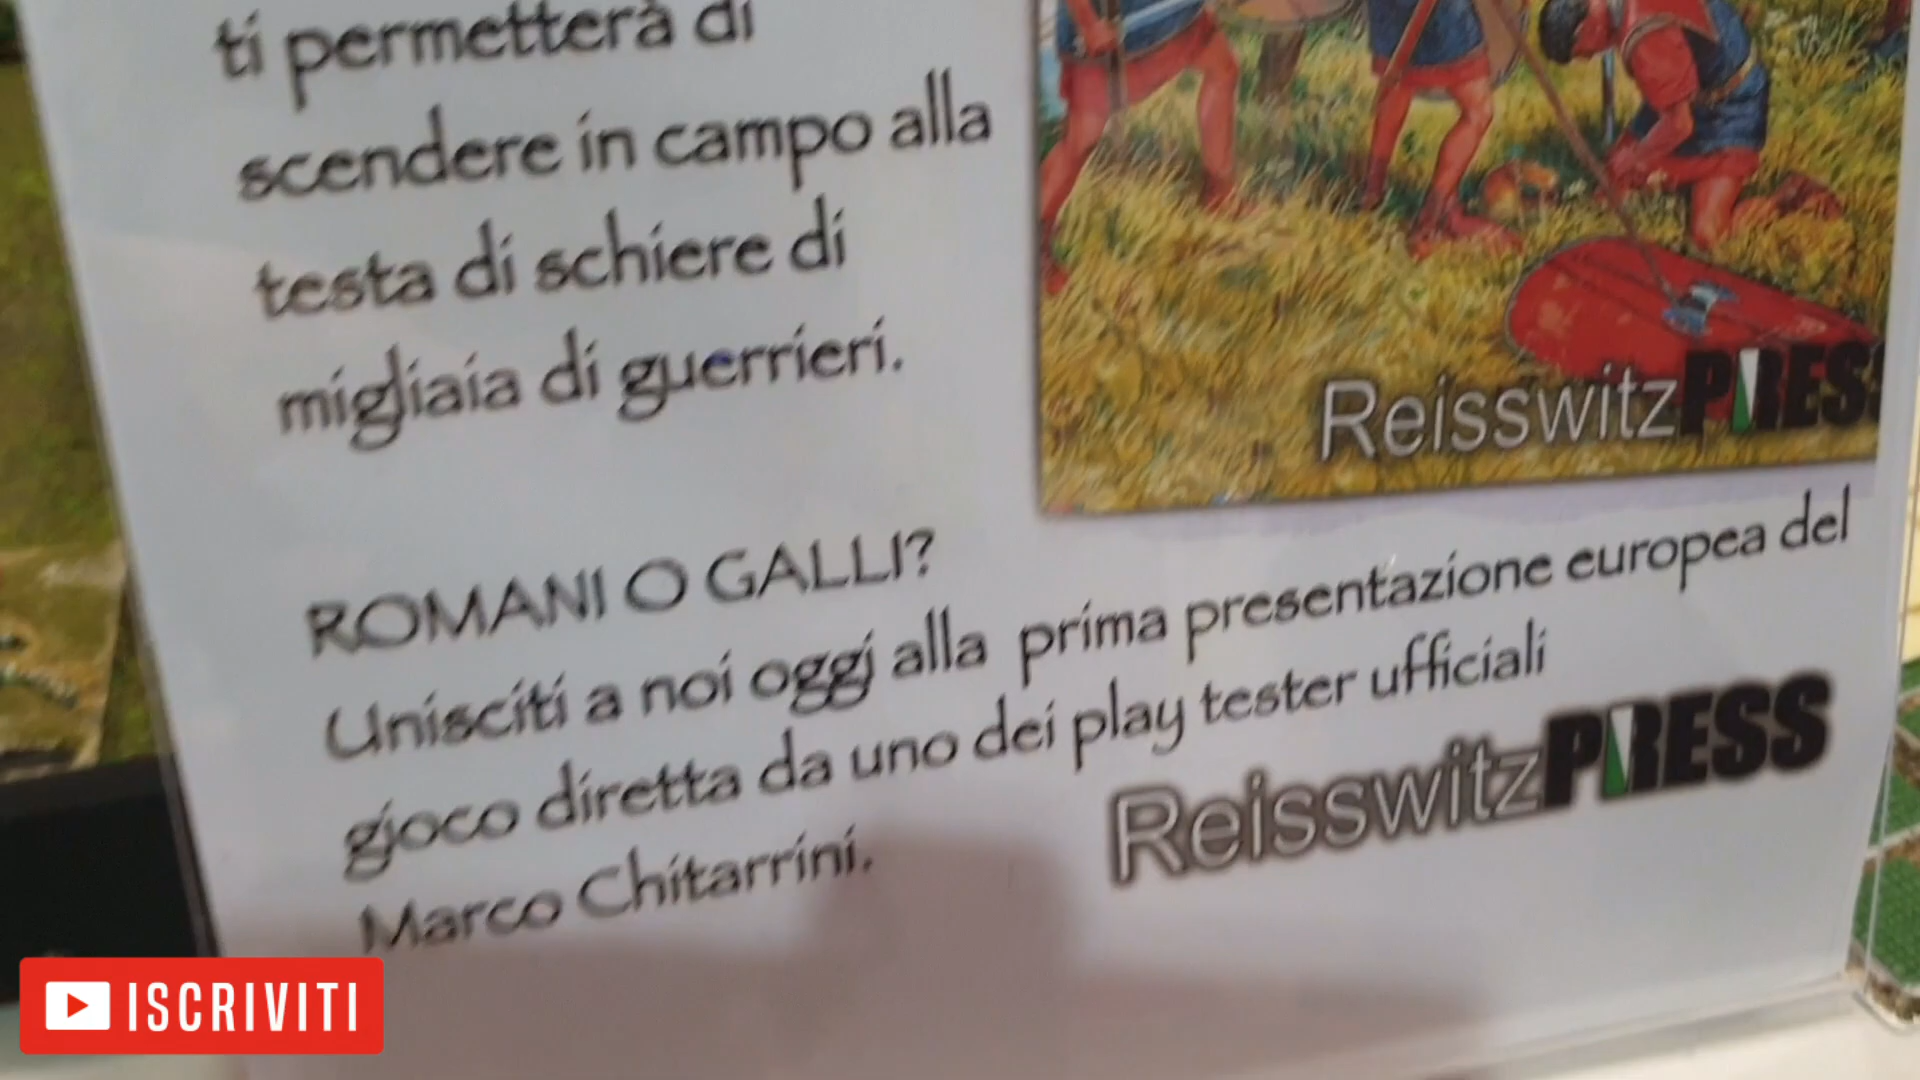 ti permetterà di
scendere in campo alla
testa di schiere di
migliaia di guerrieri.
ReisswitzPRESS
ROMANI O GALLI?
Unisciti a noi oggi alla prima presentazione europea del
gioco diretta da uno dei play tester ufficiali
Marco Chitarrini.
ReisswitzPRESS
ISCRIVITI